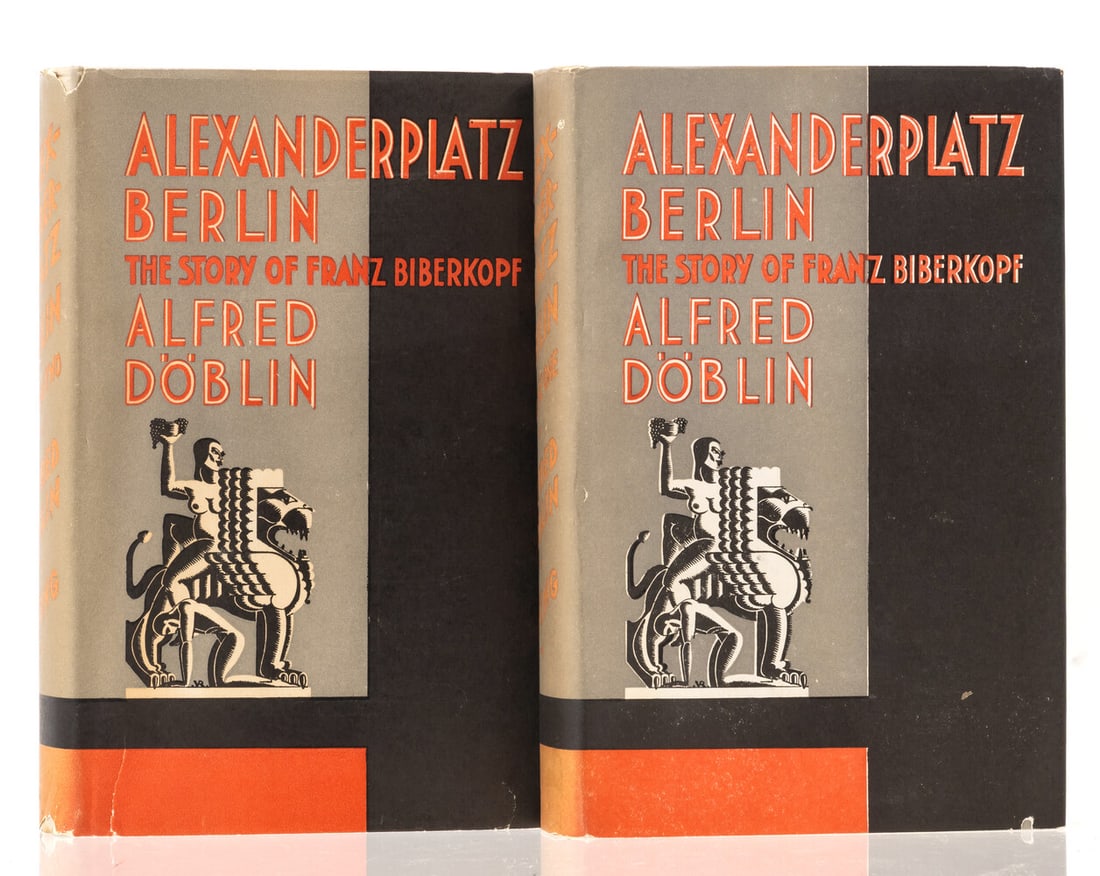 ALEXANDERPLATZ
BERLIN
THE STORY OF FRANZ BIBERKOPF
ALFRED
DÖBLIN
ALEXANDERPLATZ
BERLIN
THE STORY OF FRANZ BIBERKOPF
ALFRED
DÖBLIN